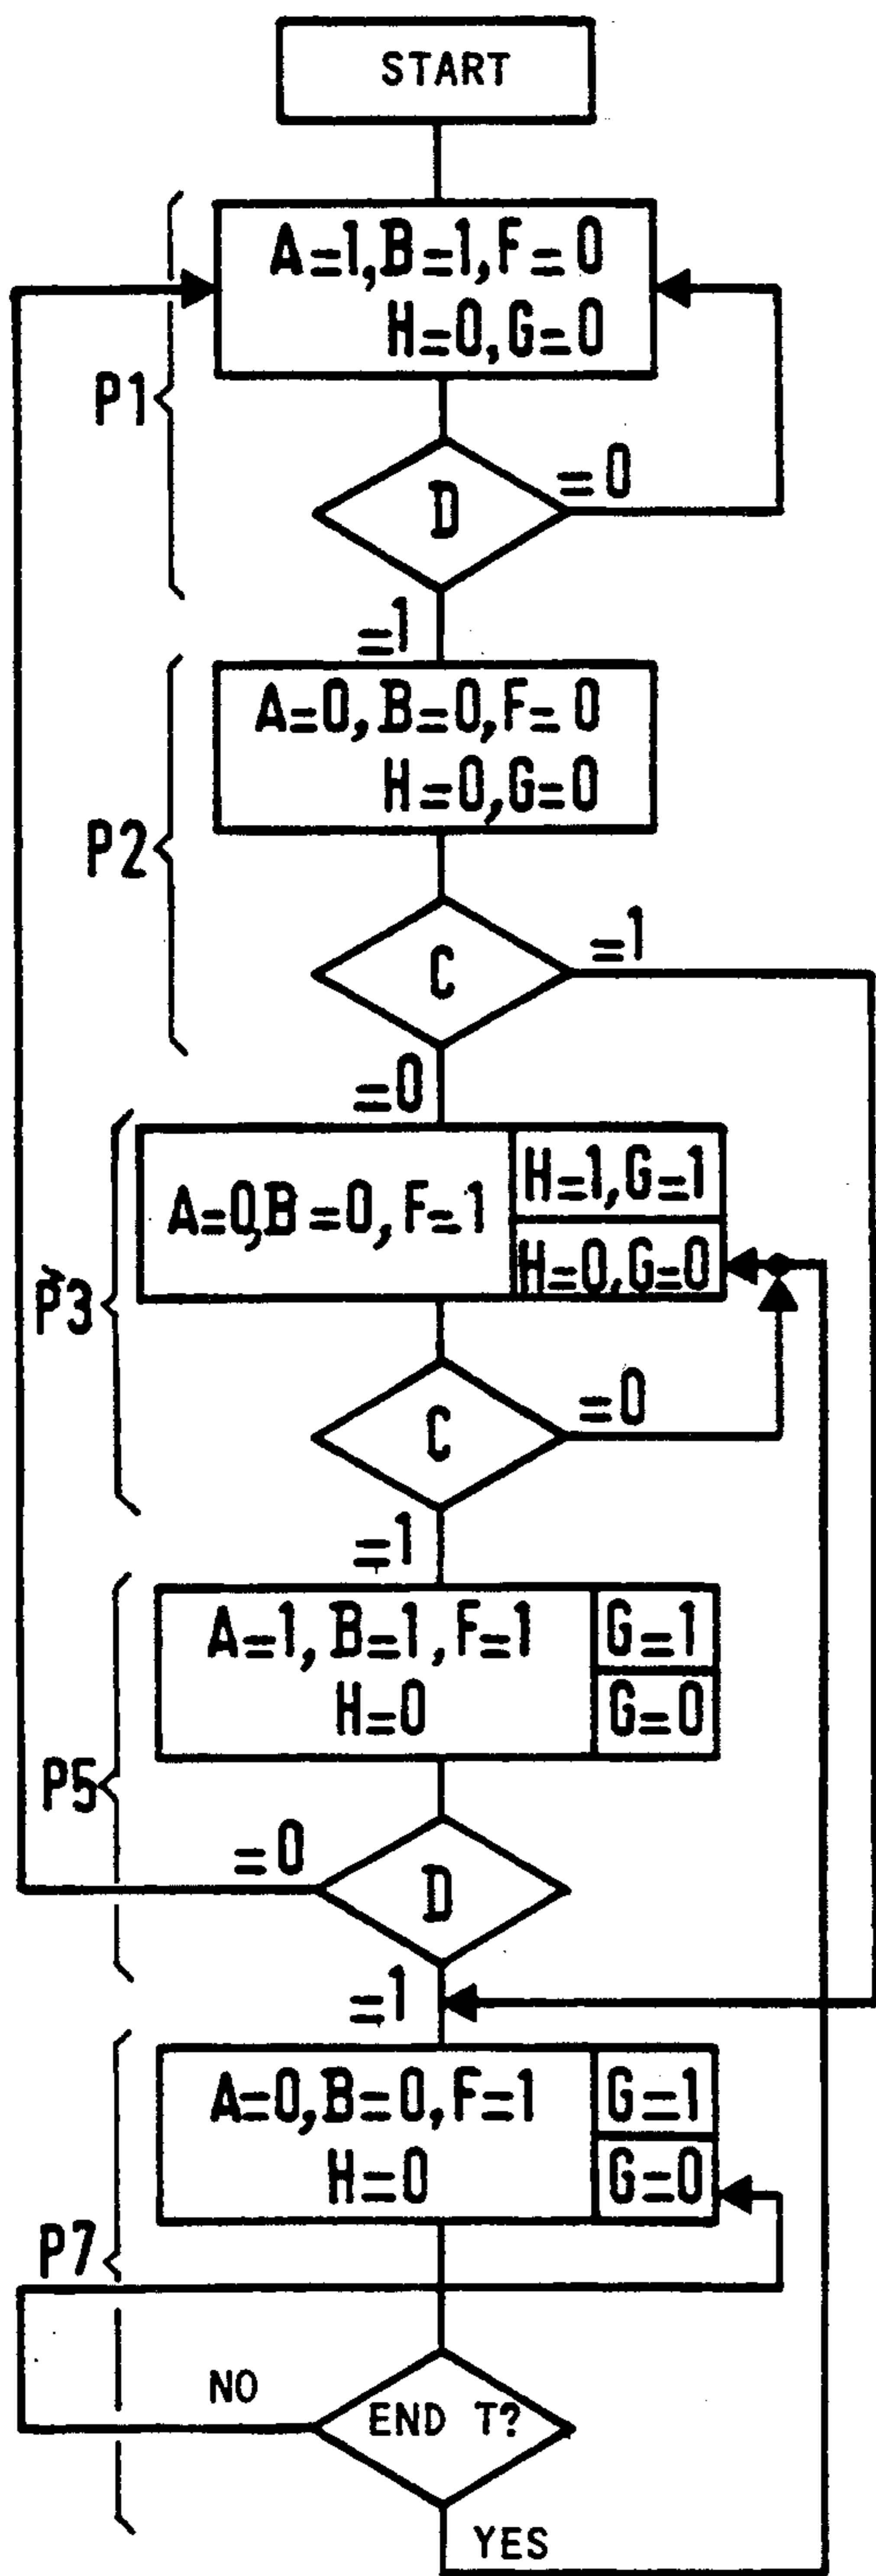 START
A=1,B=1,F=0
H=0,G=0
P1
D
=0
=1
A=0,B=0,F=0
H=0,G=0
P2
C
=1
=0
A=0,B=0,F=1
H=1,G=1
H=0,G=0
P3
C
=0
=1
A=1,B=1,F=1
H=0
G=1
G=0
P5
=0
D
=1
A=0,B=0,F=1
H=0
G=1
G=0
P7
NO
END T?
YES